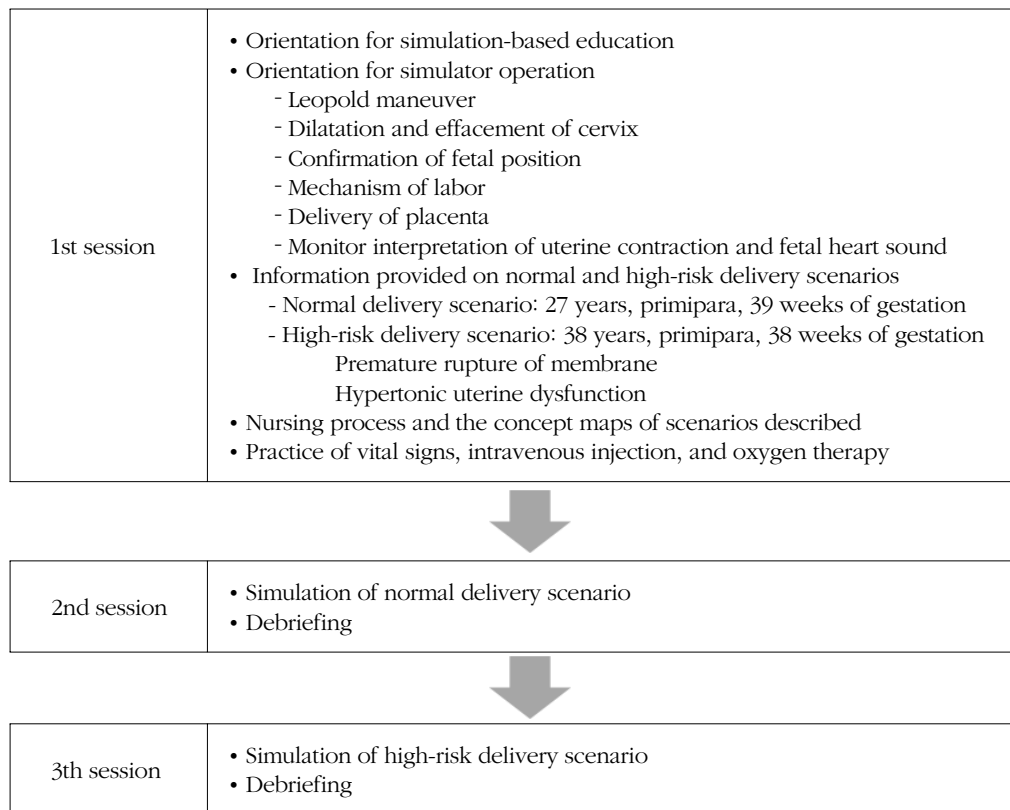 1st session
• Orientation for simulation-based education
• Orientation for simulator operation
- Leopold maneuver
- Dilatation and effacement of cervix
- Confirmation of fetal position
- Mechanism of labor
- Delivery of placenta
- Monitor interpretation of uterine contraction and fetal heart sound
• Information provided on normal and high-risk delivery scenarios
- Normal delivery scenario: 27 years, primipara, 39 weeks of gestation
- High-risk delivery scenario: 38 years, primipara, 38 weeks of gestation
Premature rupture of membrane
Hypertonic uterine dysfunction
• Nursing process and the concept maps of scenarios described
• Practice of vital signs, intravenous injection, and oxygen therapy
2nd session
• Simulation of normal delivery scenario
• Debriefing
3th session
• Simulation of high-risk delivery scenario
• Debriefing